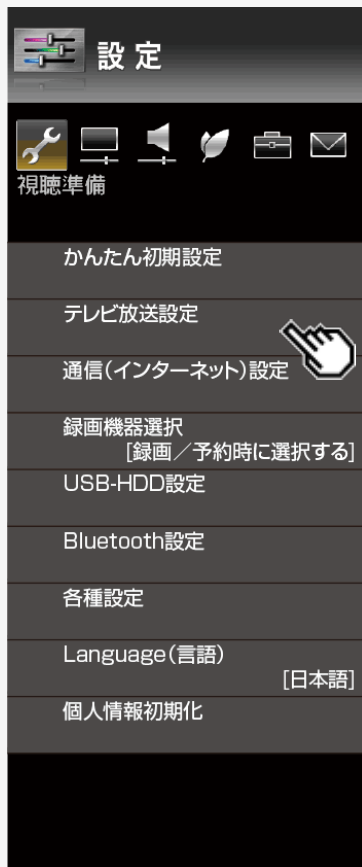 設定
視聴準備
かんたん初期設定
テレビ放送設定
通信(インターネット)設定
録画機器選択
[録画／予約時に選択する]
USB-HDD設定
Bluetooth設定
各種設定
Language(言語)
[日本語]
個人情報初期化